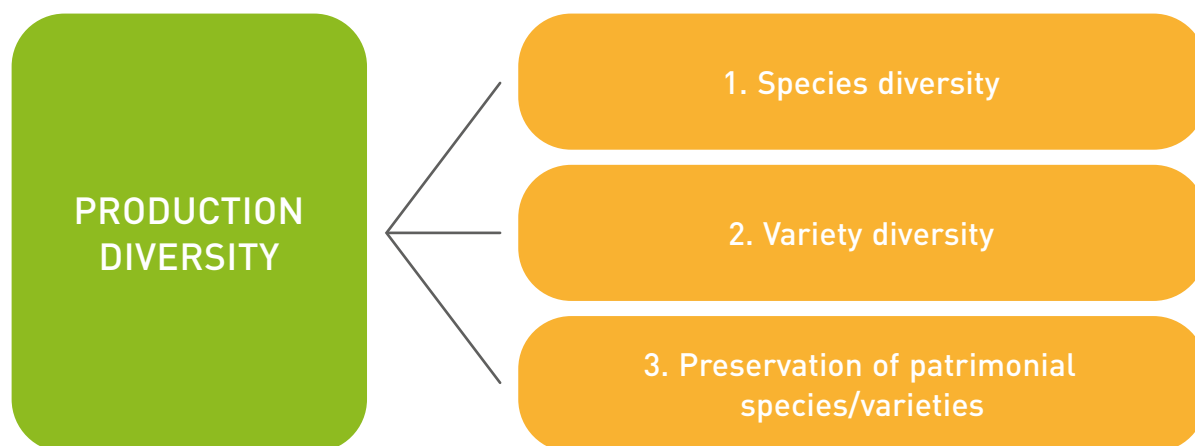 PRODUCTION
DIVERSITY
1. Species diversity
2. Variety diversity
3. Preservation of patrimonial
species/varieties